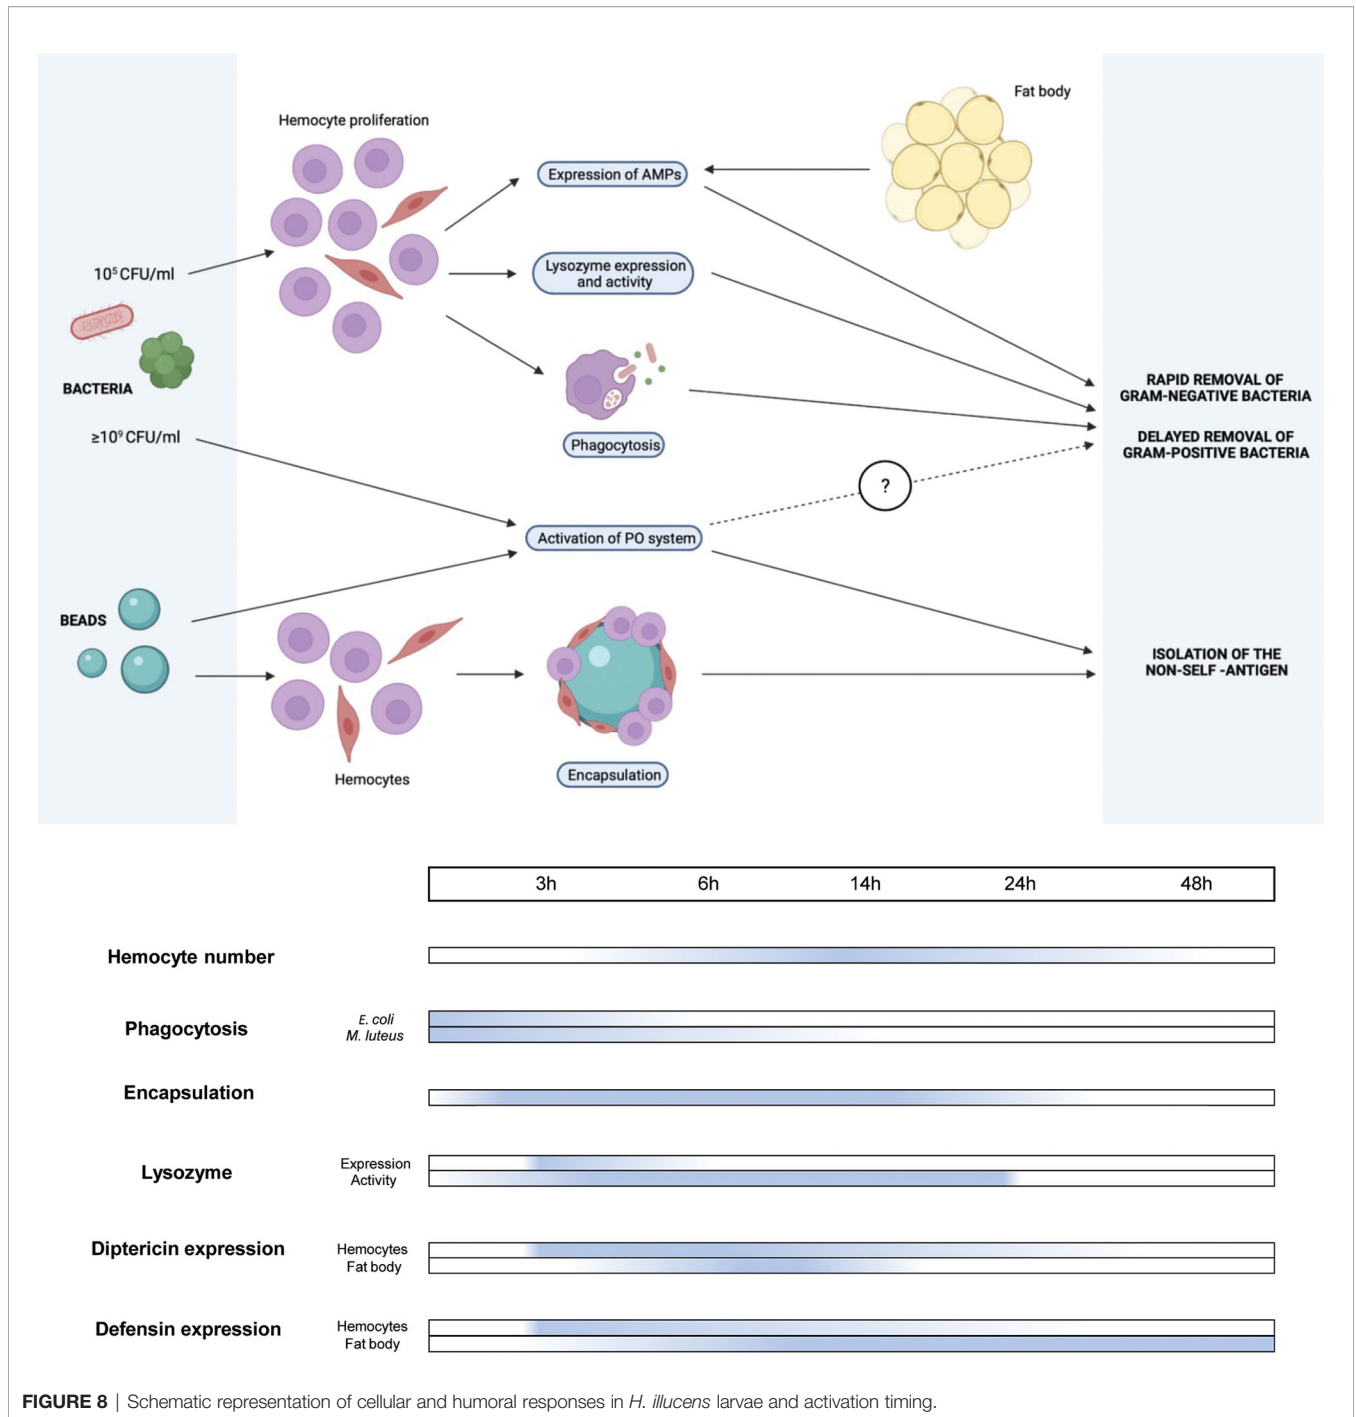 Fat body
Hemocyte proliferation
Expression of AMPs
Lysozyme expression
and activity
10⁵ CFU/ml
BACTERIA
≥10⁹ CFU/ml
Phagocytosis
RAPID REMOVAL OF
GRAM-NEGATIVE BACTERIA
DELAYED REMOVAL OF
GRAM-POSITIVE BACTERIA
?
Activation of PO system
BEADS
ISOLATION OF THE
NON-SELF -ANTIGEN
Hemocytes
Encapsulation
3h 6h 14h 24h 48h
Hemocyte number
Phagocytosis
E. coli
M. luteus
Encapsulation
Lysozyme
Expression
Activity
Diptericin expression
Hemocytes
Fat body
Defensin expression
Hemocytes
Fat body
FIGURE 8 | Schematic representation of cellular and humoral responses in H. illucens larvae and activation timing.